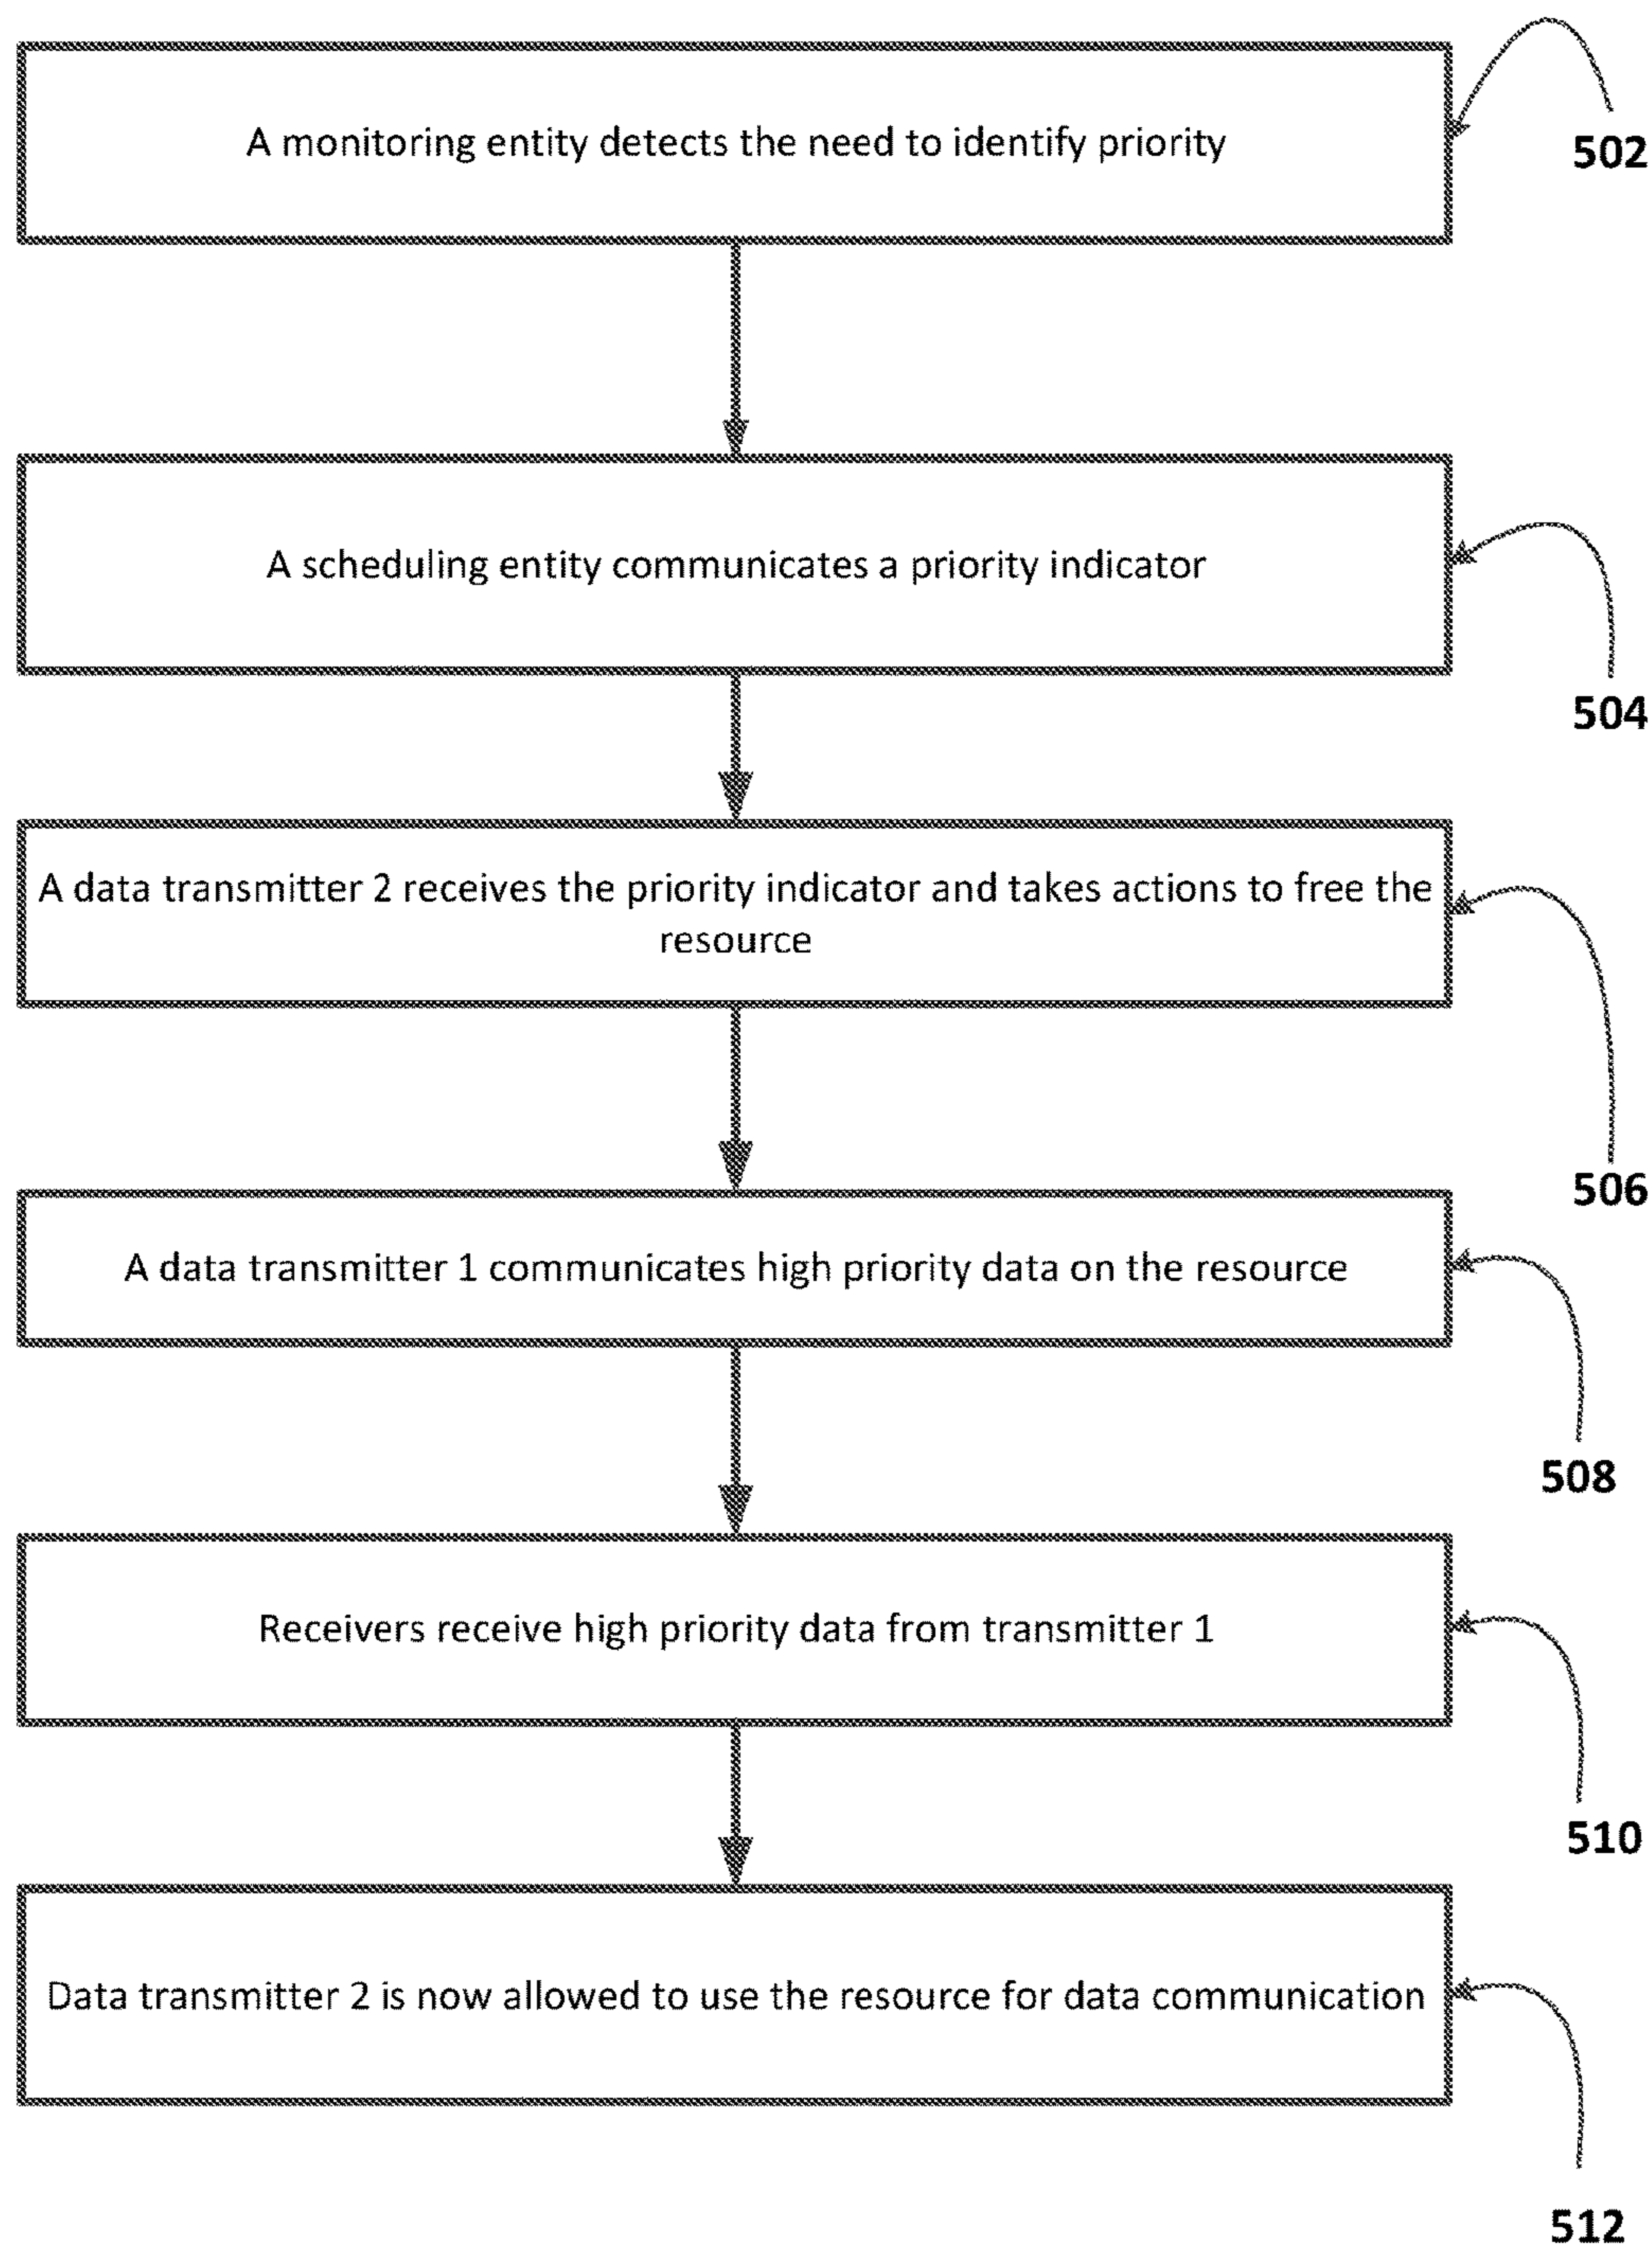 A monitoring entity detects the need to identify priority
502
A scheduling entity communicates a priority indicator
504
A data transmitter 2 receives the priority indicator and takes actions to free the
resource
506
A data transmitter 1 communicates high priority data on the resource
508
Receivers receive high priority data from transmitter 1
510
Data transmitter 2 is now allowed to use the resource for data communication
512